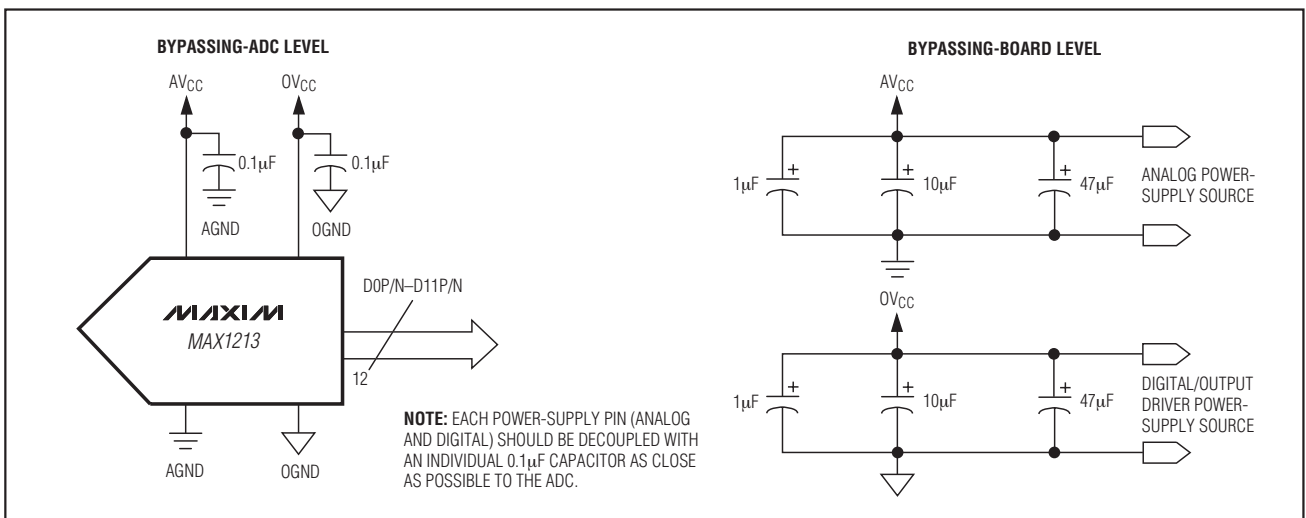 BYPASSING-ADC LEVEL
AVCC
OVCC
0.1µF
0.1µF
AGND
OGND
MAXIM
MAX1213
D0P/N–D11P/N
12
AGND
OGND
NOTE: EACH POWER-SUPPLY PIN (ANALOG
AND DIGITAL) SHOULD BE DECOUPLED WITH
AN INDIVIDUAL 0.1µF CAPACITOR AS CLOSE
AS POSSIBLE TO THE ADC.
BYPASSING-BOARD LEVEL
AVCC
+
1µF
+
10µF
+
47µF
ANALOG POWER-
SUPPLY SOURCE
OVCC
+
1µF
+
10µF
+
47µF
DIGITAL/OUTPUT
DRIVER POWER-
SUPPLY SOURCE